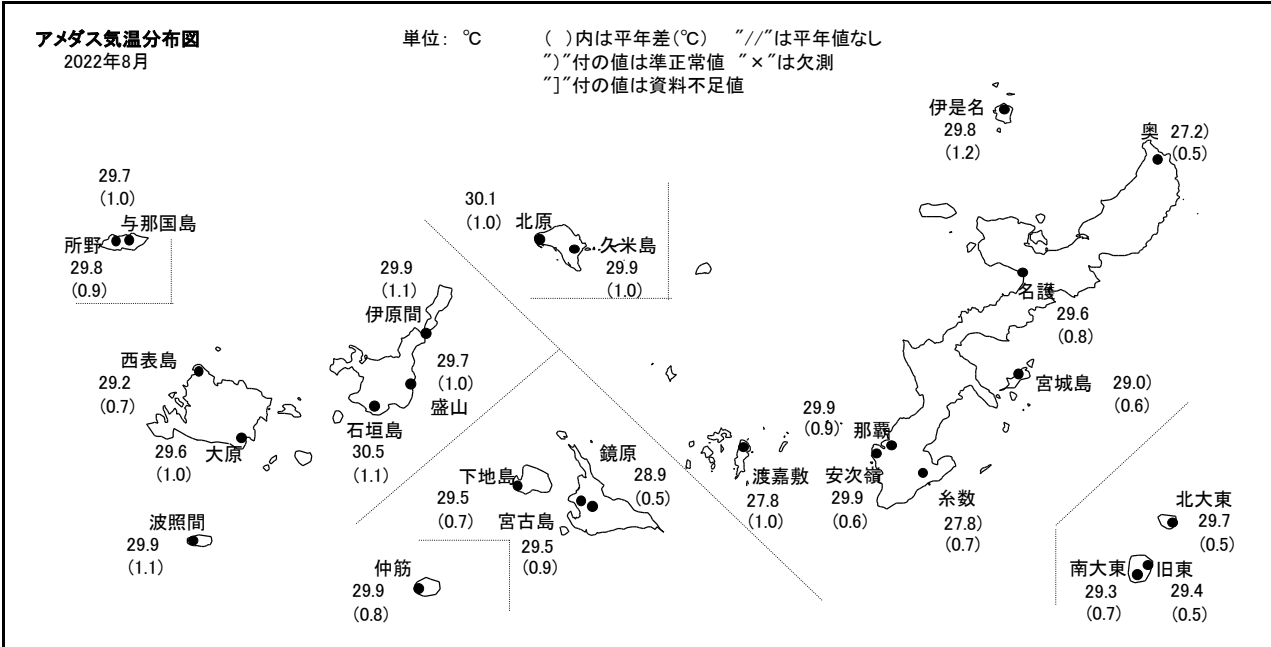 アメダス気温分布図
2022年8月
単位： ℃
( )内は平年差(℃) "//"は平年値なし
")"付の値は準正常値 "×"は欠測
"]"付の値は資料不足値
伊是名
29.8
(1.2)
奥 27.2)
(0.5)
29.7
(1.0)
与那国島
所野
29.8
(0.9)
30.1
(1.0)
北原
久米島
29.9
(1.0)
29.9
(1.1)
伊原間
名護
29.6
(0.8)
西表島
29.2
(0.7)
29.7
(1.0)
盛山
宮城島 29.0)
(0.6)
石垣島
30.5
(1.1)
29.6
(1.0)
大原
29.9
(0.9)
那覇
鏡原
28.9
(0.5)
下地島
29.5
(0.7)
宮古島
29.5
(0.9)
渡嘉敷
27.8
(1.0)
安次嶺
29.9
(0.6)
糸数
27.8)
(0.7)
北大東
29.7
(0.5)
波照間
29.9
(1.1)
仲筋
29.9
(0.8)
南大東
29.3
(0.7)
旧東
29.4
(0.5)